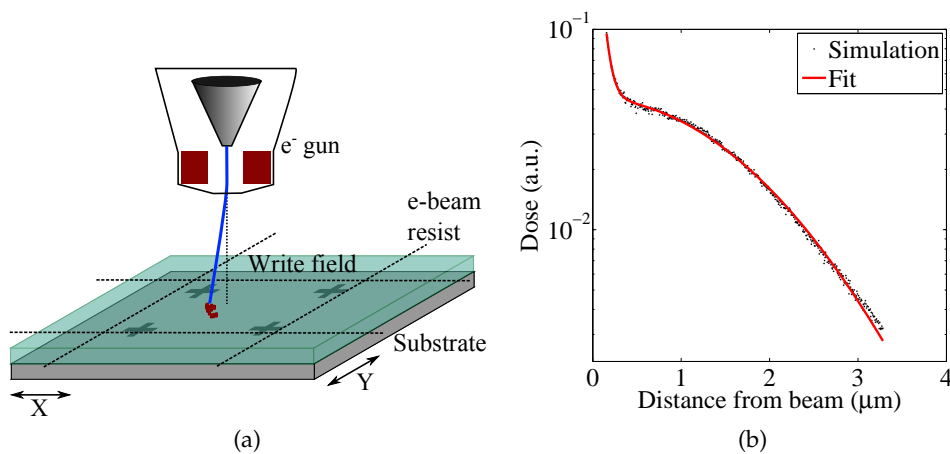 e⁻ gun
e-beam
resist
Write field
Substrate
X
Y
(a)
10⁻¹
10⁻²
Dose (a.u.)
Simulation
Fit
0
1
2
3
4
Distance from beam (μm)
(b)